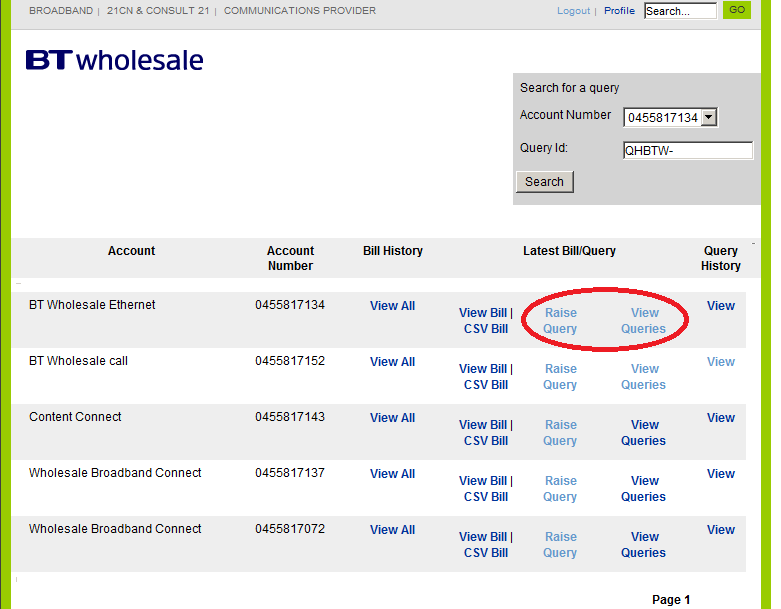 BROADBAND | 21CN & CONSULT 21 | COMMUNICATIONS PROVIDER Logout | Profile Search... GO
BT wholesale
Search for a query
Account Number 0455817134
Query Id: QHBTW-
Search
Account Account Number Bill History Latest Bill/Query Query History
BT Wholesale Ethernet 0455817134 View All View Bill | CSV Bill Raise Query View Queries View
BT Wholesale call 0455817152 View All View Bill | CSV Bill Raise Query View Queries View
Content Connect 0455817143 View All View Bill | CSV Bill Raise Query View Queries View
Wholesale Broadband Connect 0455817137 View All View Bill | CSV Bill Raise Query View Queries View
Wholesale Broadband Connect 0455817072 View All View Bill | CSV Bill Raise Query View Queries View
Page 1